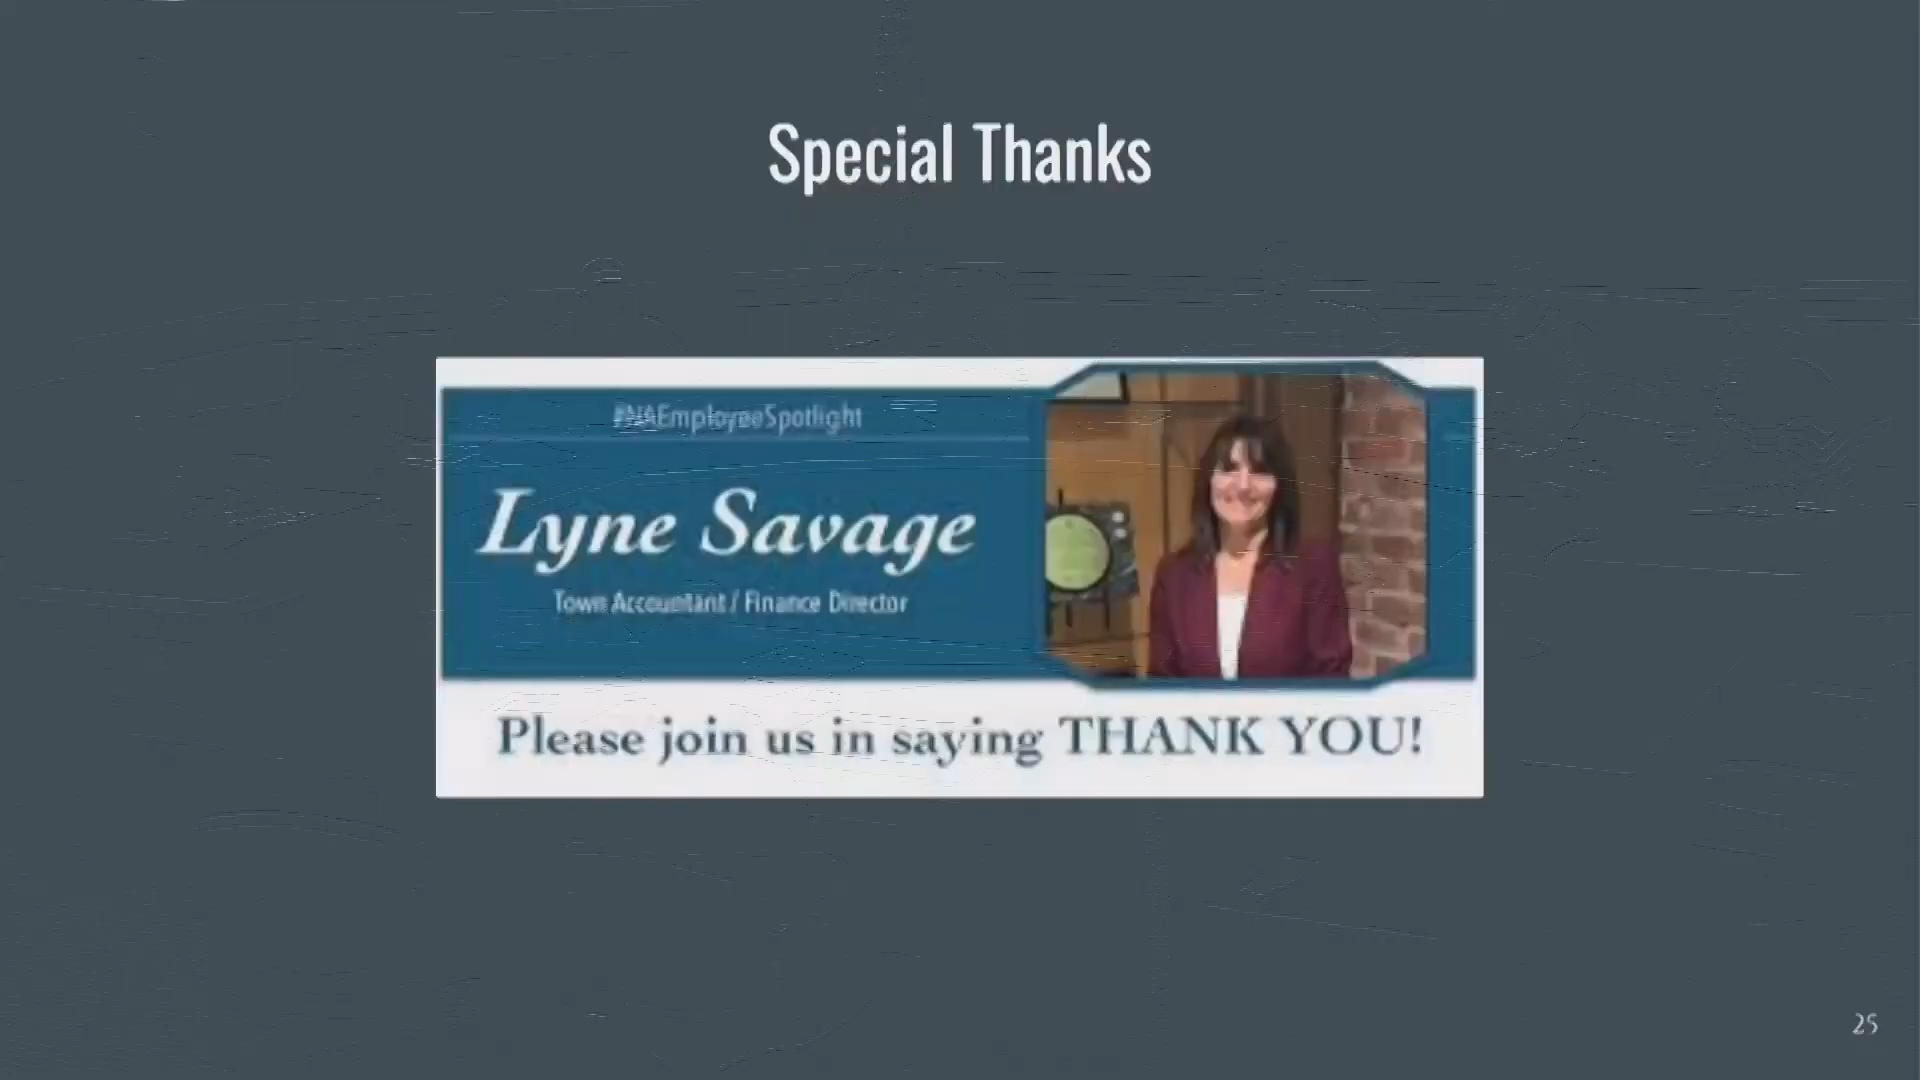 Special Thanks
#NAEmployeeSpotlight
Lyne Savage
Town Accountant / Finance Director
Please join us in saying THANK YOU!
25